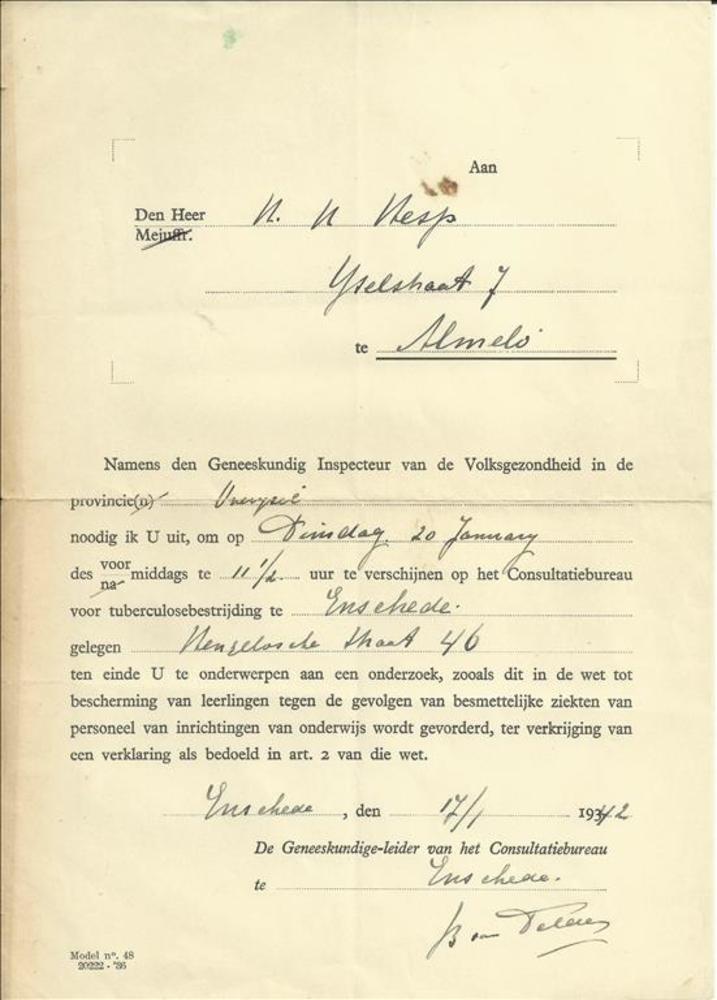 Aan
Den Heer H. H Hesp
Mejuffr.
Yselstraat 7
te Almelo
Namens den Geneeskundig Inspecteur van de Volksgezondheid in de
provincie(n) Overysel
noodig ik U uit, om op Dinsdag 20 January
des voor
na middags te 11 1/2 uur te verschijnen op het Consultatiebureau
voor tuberculosebestrijding te Enschede.
gelegen Hengelosche straat 46
ten einde U te onderwerpen aan een onderzoek, zooals dit in de wet tot
bescherming van leerlingen tegen de gevolgen van besmettelijke ziekten van
personeel van inrichtingen van onderwijs wordt gevorderd, ter verkrijging van
een verklaring als bedoeld in art. 2 van die wet.
Enschede, den 17/1 1942
De Geneeskundige-leider van het Consultatiebureau
te Enschede.
Model nº. 48
20222 - '36